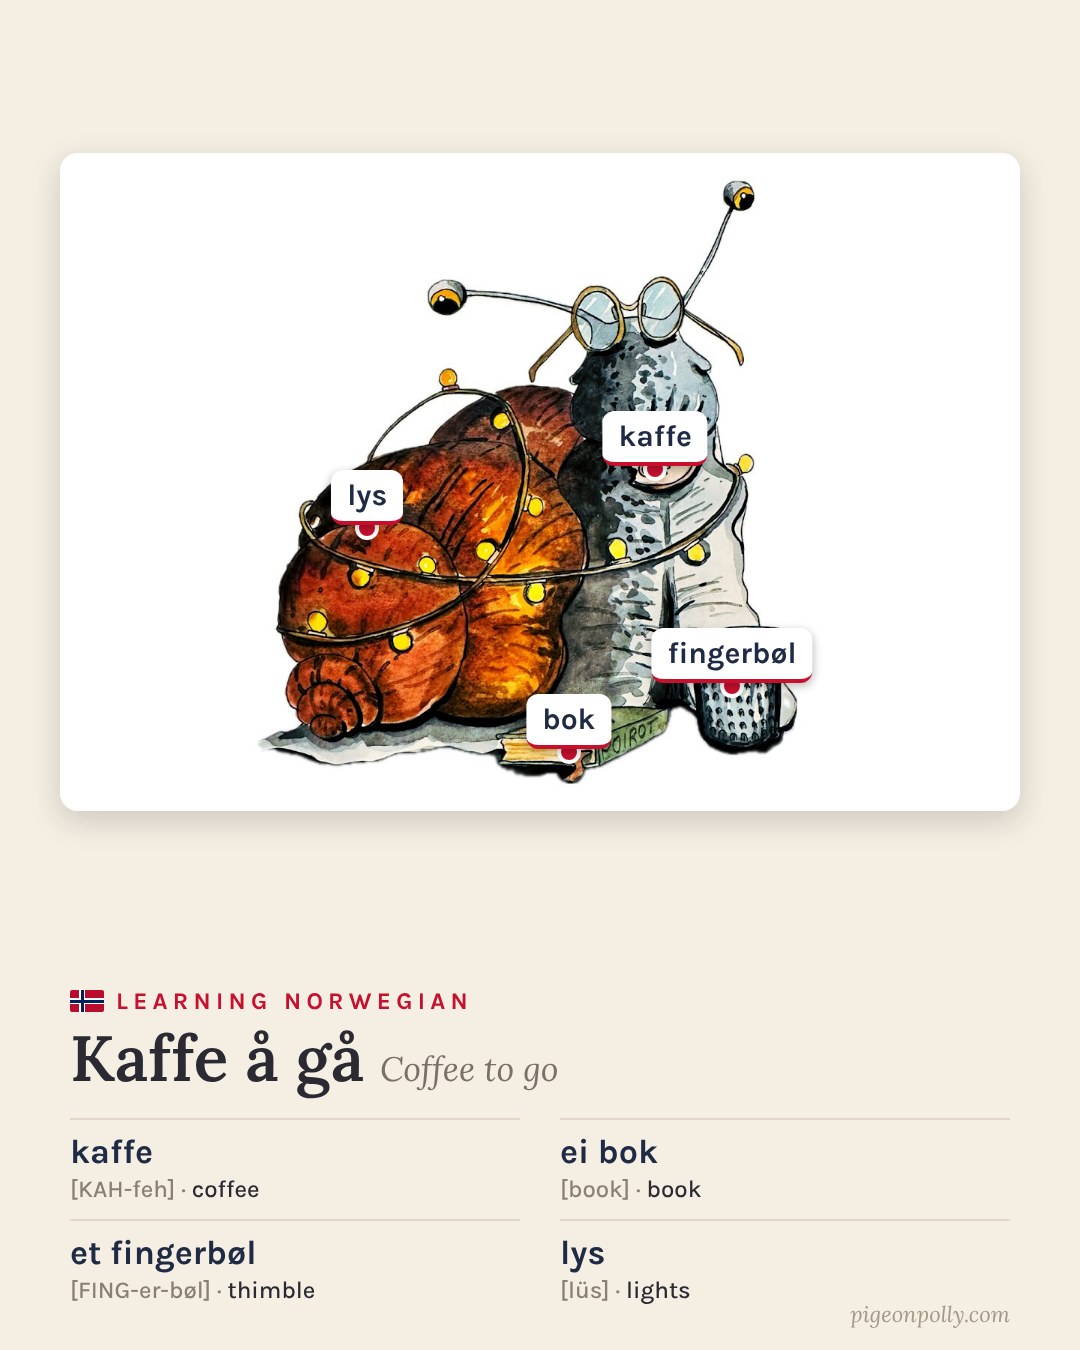 kaffe
lys
fingerbøl
bok
OIROT
LEARNING NORWEGIAN
Kaffe å gå Coffee to go
kaffe
[KAH-feh] · coffee
ei bok
[book] · book
et fingerbøl
[FING-er-bøl] · thimble
lys
[lüs] · lights
pigeonpolly.com